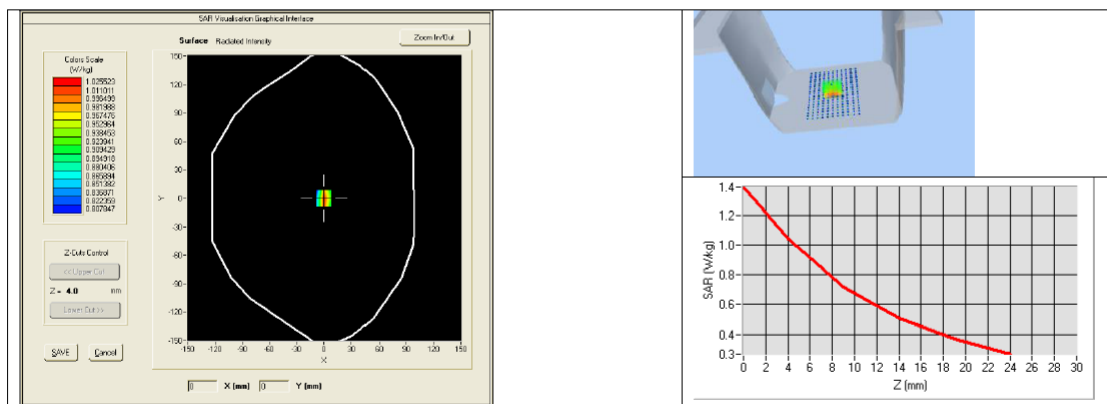 SAR Visualisation Graphical Interface
Surface Radiated Intensity
Zoom In/Out
Colors Scale
(W/kg)
1.025523
1.011011
0.996499
0.981988
0.967476
0.952964
0.938453
0.923941
0.909429
0.894918
0.880406
0.865894
0.851382
0.836871
0.822359
0.807847
Z-Cuts Control
<< Upper Cut
Z = 4.0 mm
Lower Cut >>
SAVE Cancel
150
120
90
60
30
0
-30
-60
-90
-120
-150
Y
-150 -120 -90 -60 -30 0 30 60 90 120 150
X
0 X (mm) 0 Y (mm)
1.4
1.2
1.0
0.8
0.6
0.4
0.3
SAR (W/kg)
0 2 4 6 8 10 12 14 16 18 20 22 24 26 28 30
Z (mm)